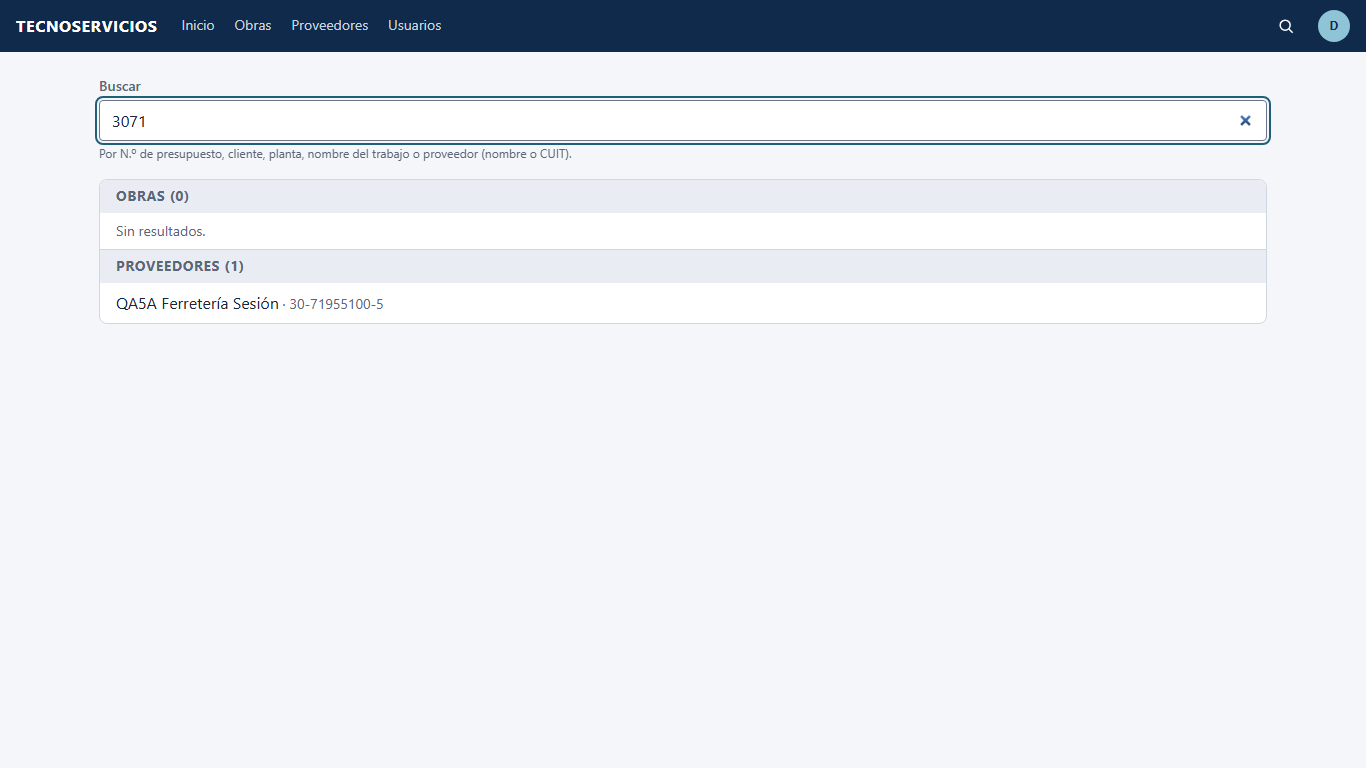 TECNOSERVICIOS Inicio Obras Proveedores Usuarios D
Buscar
3071
Por N.º de presupuesto, cliente, planta, nombre del trabajo o proveedor (nombre o CUIT).
OBRAS (0)
Sin resultados.
PROVEEDORES (1)
QA5A Ferretería Sesión · 30-71955100-5